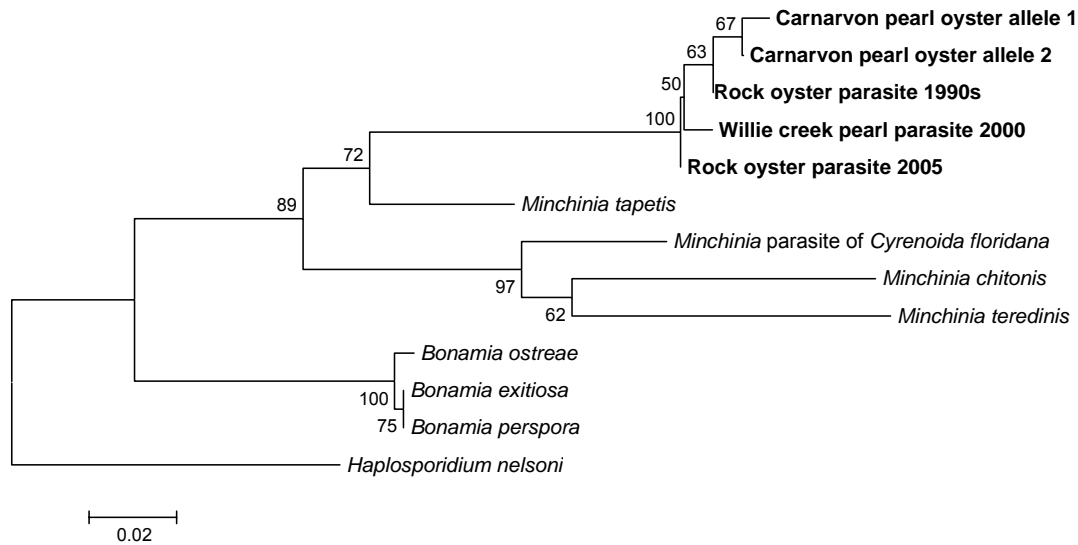 Carnarvon pearl oyster allele 1
67
Carnarvon pearl oyster allele 2
63
Rock oyster parasite 1990s
50
Willie creek pearl parasite 2000
100
Rock oyster parasite 2005
72
Minchinia tapetis
89
Minchinia parasite of Cyrenoida floridana
Minchinia chitonis
97
Minchinia teredinis
62
Bonamia ostreae
Bonamia exitiosa
100
Bonamia perspora
75
Haplosporidium nelsoni
0.02